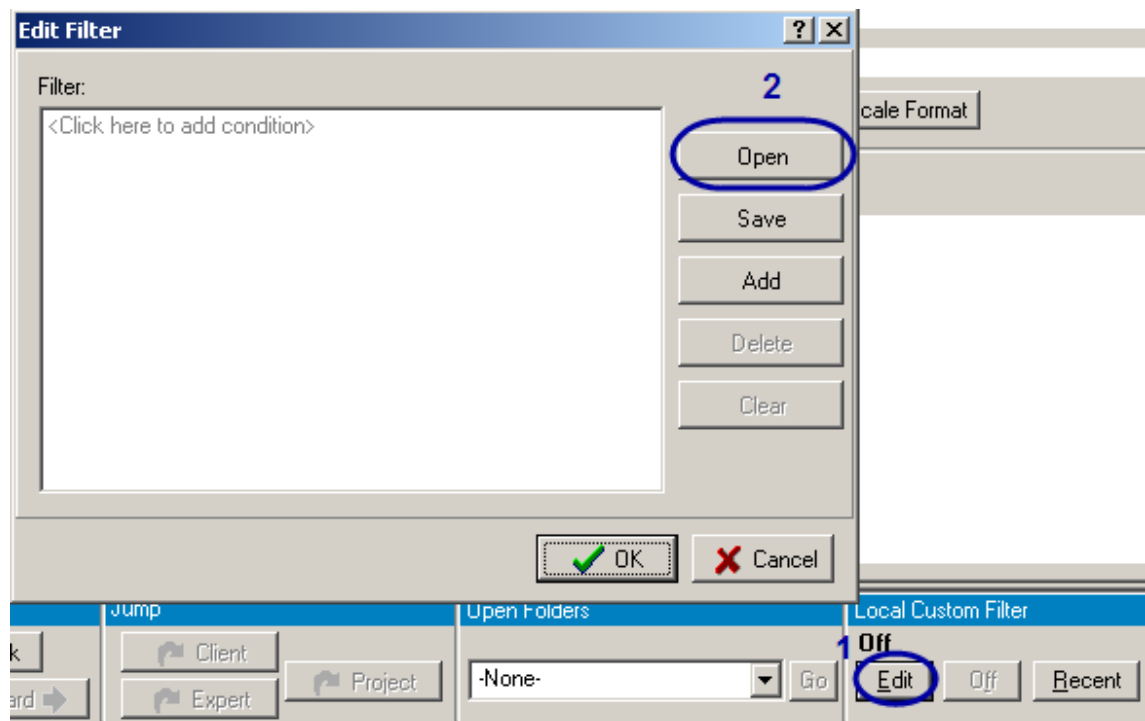 Edit Filter
Filter:
2
<Click here to add condition>
cale Format
Open
Save
Add
Delete
Clear
OK
Cancel
Jump
Open Folders
Local Custom Filter
1
Off
k
Client
Project
-None-
Go
Edit
Off
Recent
ard
Expert